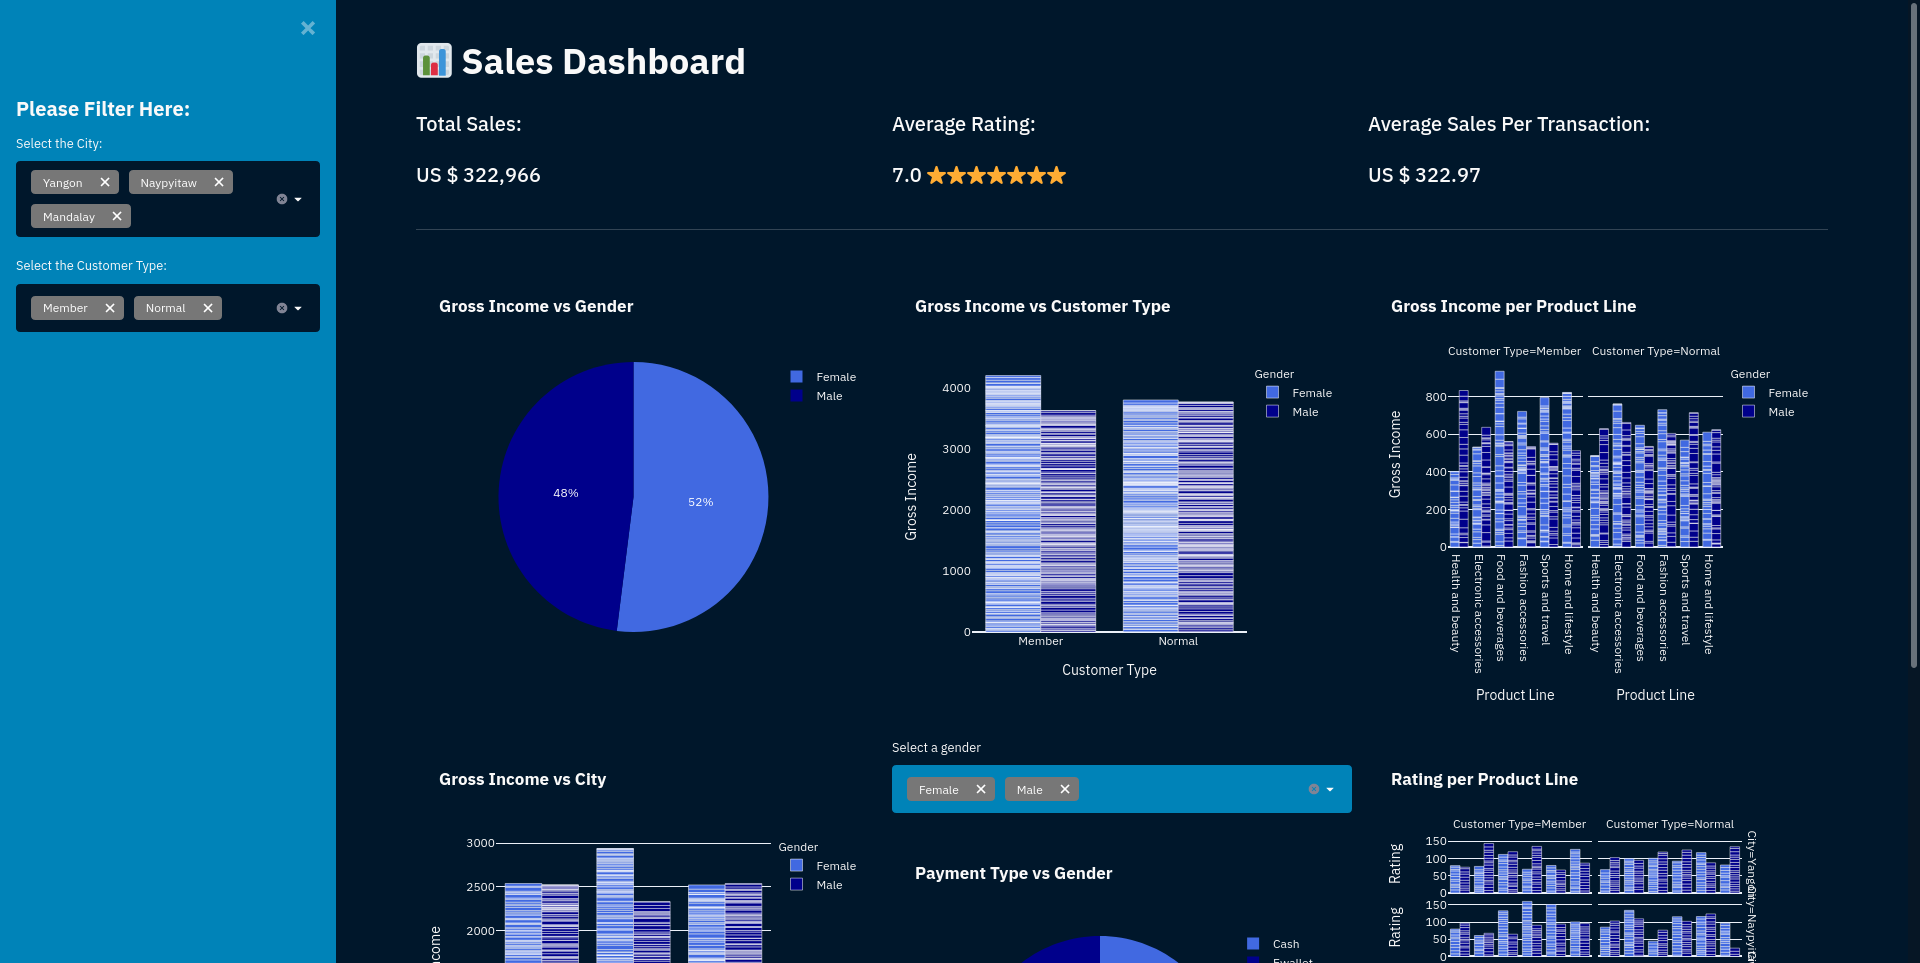 Please Filter Here:
Select the City:
Yangon
Naypyitaw
Mandalay
Select the Customer Type:
Member
Normal
Sales Dashboard
Total Sales:
US $ 322,966
Average Rating:
7.0
Average Sales Per Transaction:
US $ 322.97
Gross Income vs Gender
48%
52%
Female
Male
Gross Income vs Customer Type
Gross Income
4000
3000
2000
1000
0
Member
Normal
Customer Type
Gender
Female
Male
Gross Income per Product Line
Customer Type=Member
Customer Type=Normal
Gross Income
800
600
400
200
0
Health and beauty
Electronic accessories
Food and beverages
Fashion accessories
Sports and travel
Home and lifestyle
Health and beauty
Electronic accessories
Food and beverages
Fashion accessories
Sports and travel
Home and lifestyle
Product Line
Product Line
Gender
Female
Male
Gross Income vs City
3000
2500
2000
come
Gender
Female
Male
Select a gender
Female
Male
Payment Type vs Gender
Cash
Rating per Product Line
Customer Type=Member
Customer Type=Normal
Rating
150
100
50
0
Rating
150
100
50
0